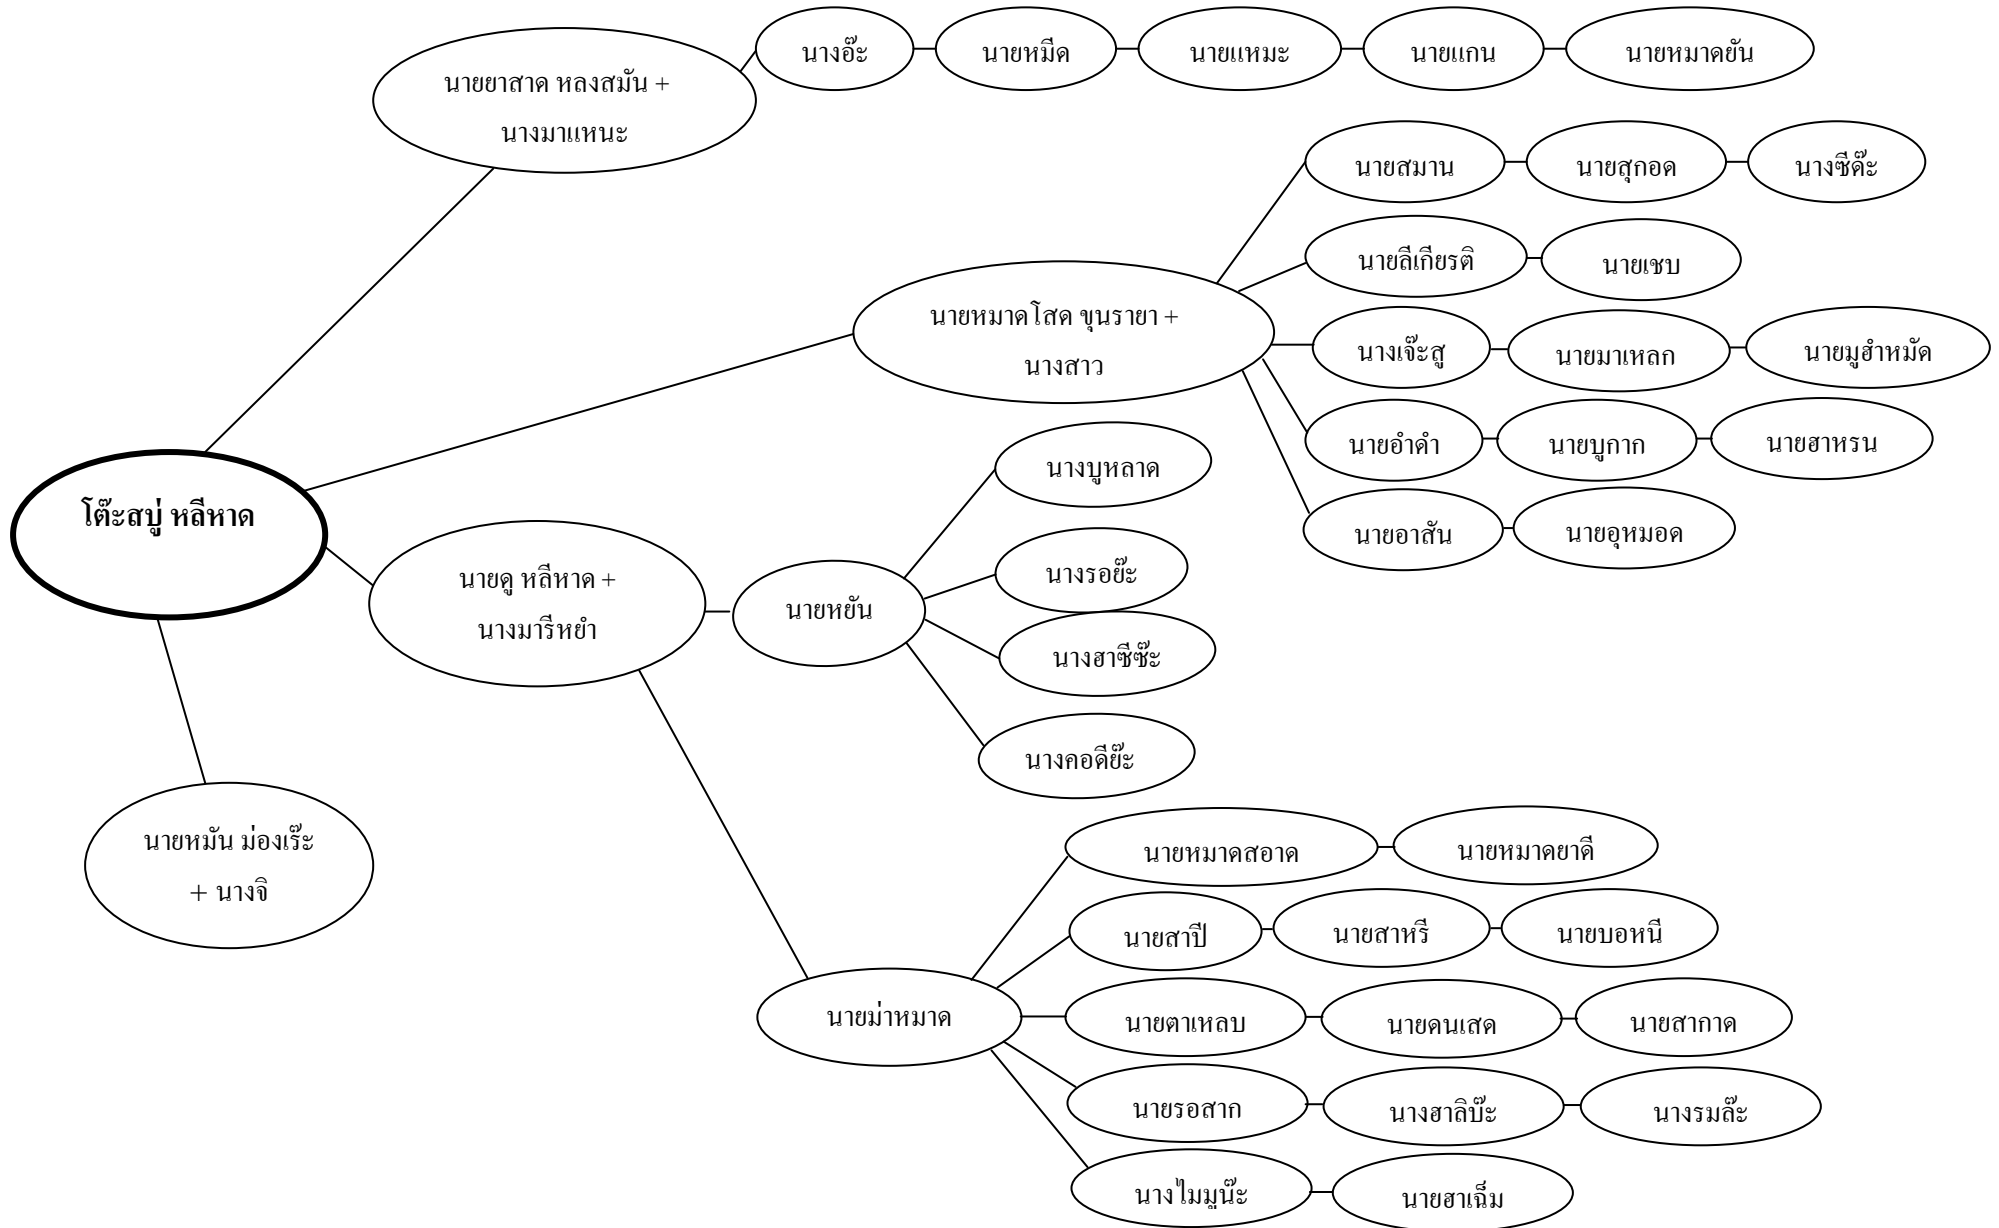 นางอ๊ะ
นายหมีด
นายแหมะ
นายแกน
นายหมาดยัน
นายยาสาด หลงสมัน +
นางมาแหนะ
นายสมาน
นายสุกอด
นางซีด๊ะ
นายลีเกียรติ
นายเชบ
นายหมาดโสด ขุนรายา +
นางสาว
นางเจ๊ะสู
นายมาเหลก
นายมูฮำหมัด
นายอำดำ
นายบูกาก
นายฮาหรน
นายอาสัน
นายอุหมอด
โต๊ะสบู่ หลีหาด
นายดู หลีหาด +
นางมารีหยำ
นายหยัน
นางบูหลาด
นางรอย๊ะ
นางฮาซีซ๊ะ
นางคอดีย๊ะ
นายหมัน ม่องเร๊ะ
+ นางจิ
นายม่าหมาด
นายหมาดสอาด
นายหมาดยาดี
นายสาปี
นายสาหรี
นายบอหนี
นายตาเหลบ
นายดนเสด
นายสากาด
นายรอสาก
นางฮาลิบ๊ะ
นางรมล๊ะ
นางไมมูน๊ะ
นายฮาเฉ็ม